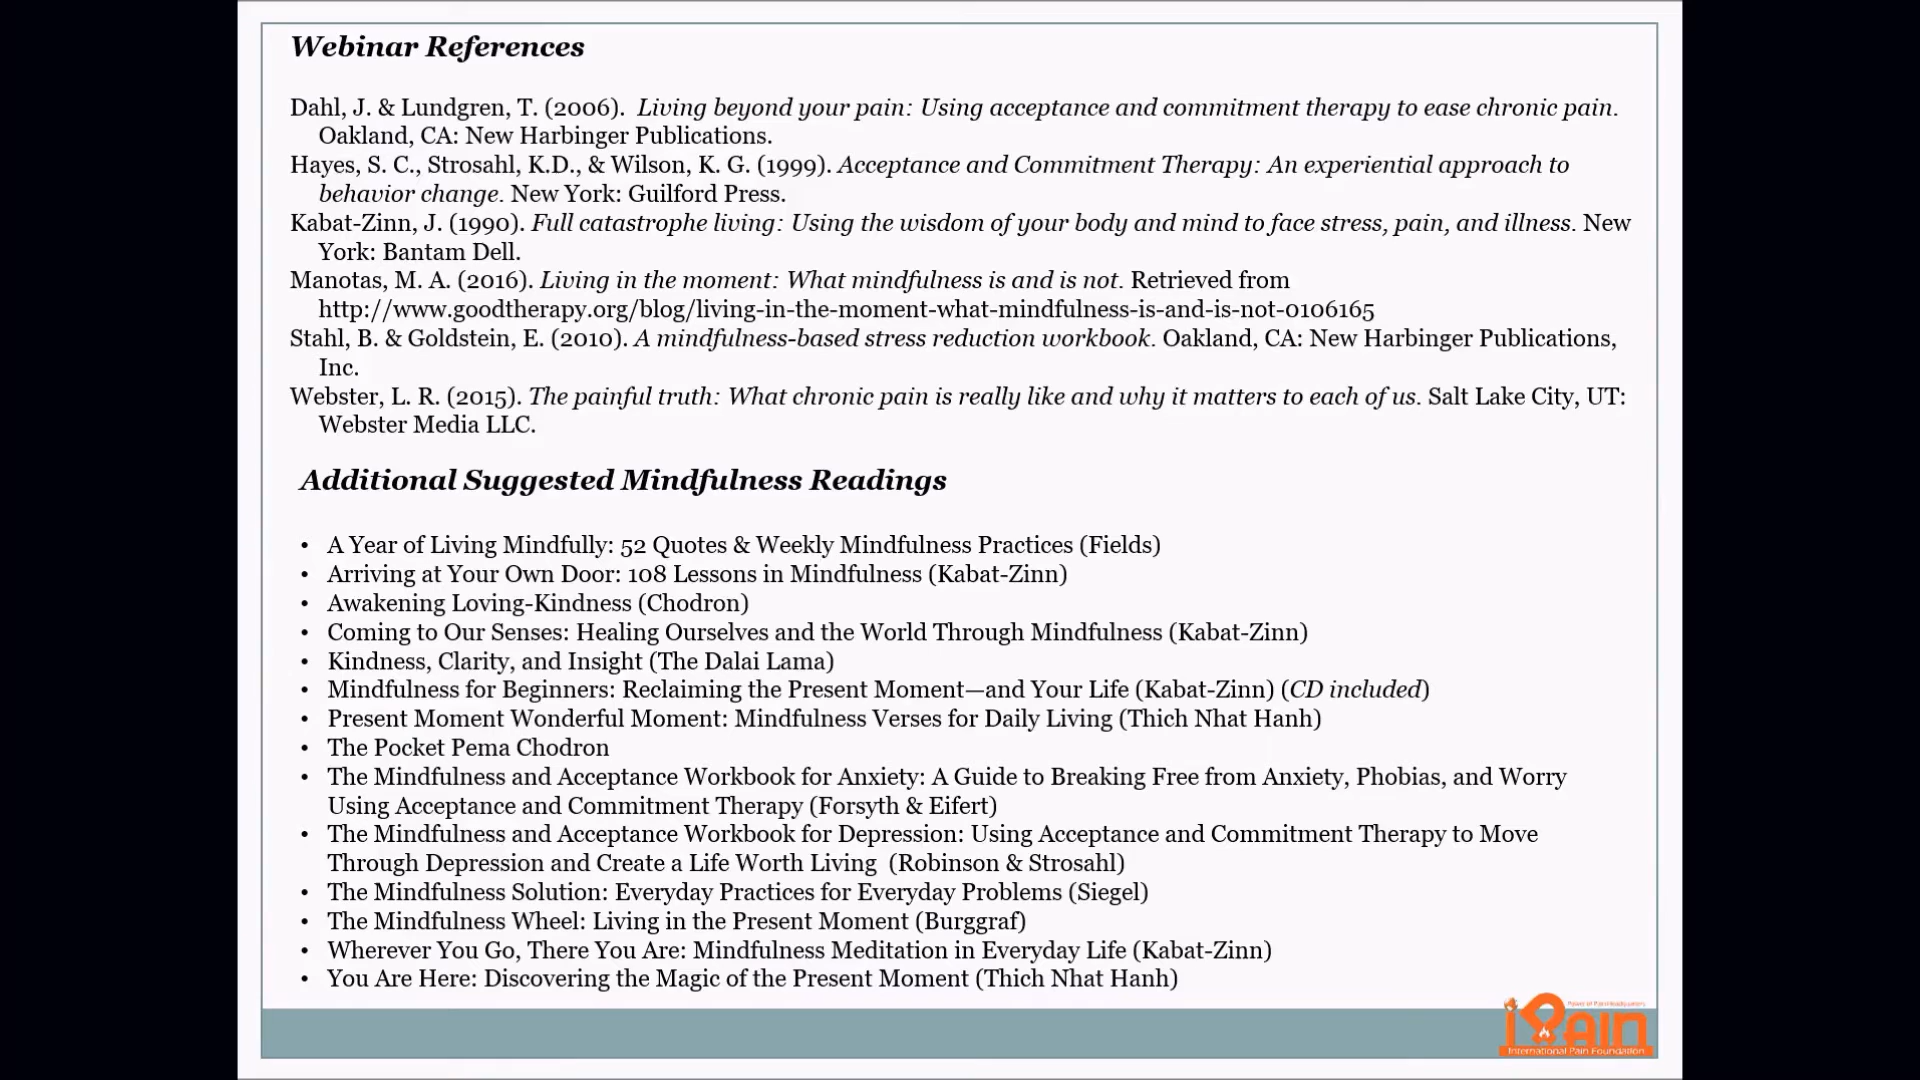 Webinar References
Dahl, J. & Lundgren, T. (2006).  Living beyond your pain: Using acceptance and commitment therapy to ease chronic pain.
Oakland, CA: New Harbinger Publications.
Hayes, S. C., Strosahl, K.D., & Wilson, K. G. (1999). Acceptance and Commitment Therapy: An experiential approach to
behavior change. New York: Guilford Press.
Kabat-Zinn, J. (1990). Full catastrophe living: Using the wisdom of your body and mind to face stress, pain, and illness. New
York: Bantam Dell.
Manotas, M. A. (2016). Living in the moment: What mindfulness is and is not. Retrieved from
http://www.goodtherapy.org/blog/living-in-the-moment-what-mindfulness-is-and-is-not-0106165
Stahl, B. & Goldstein, E. (2010). A mindfulness-based stress reduction workbook. Oakland, CA: New Harbinger Publications,
Inc.
Webster, L. R. (2015). The painful truth: What chronic pain is really like and why it matters to each of us. Salt Lake City, UT:
Webster Media LLC.
Additional Suggested Mindfulness Readings
• A Year of Living Mindfully: 52 Quotes & Weekly Mindfulness Practices (Fields)
• Arriving at Your Own Door: 108 Lessons in Mindfulness (Kabat-Zinn)
• Awakening Loving-Kindness (Chodron)
• Coming to Our Senses: Healing Ourselves and the World Through Mindfulness (Kabat-Zinn)
• Kindness, Clarity, and Insight (The Dalai Lama)
• Mindfulness for Beginners: Reclaiming the Present Moment—and Your Life (Kabat-Zinn) (CD included)
• Present Moment Wonderful Moment: Mindfulness Verses for Daily Living (Thich Nhat Hanh)
• The Pocket Pema Chodron
• The Mindfulness and Acceptance Workbook for Anxiety: A Guide to Breaking Free from Anxiety, Phobias, and Worry
Using Acceptance and Commitment Therapy (Forsyth & Eifert)
• The Mindfulness and Acceptance Workbook for Depression: Using Acceptance and Commitment Therapy to Move
Through Depression and Create a Life Worth Living  (Robinson & Strosahl)
• The Mindfulness Solution: Everyday Practices for Everyday Problems (Siegel)
• The Mindfulness Wheel: Living in the Present Moment (Burggraf)
• Wherever You Go, There You Are: Mindfulness Meditation in Everyday Life (Kabat-Zinn)
• You Are Here: Discovering the Magic of the Present Moment (Thich Nhat Hanh)
iPain
International Pain Foundation